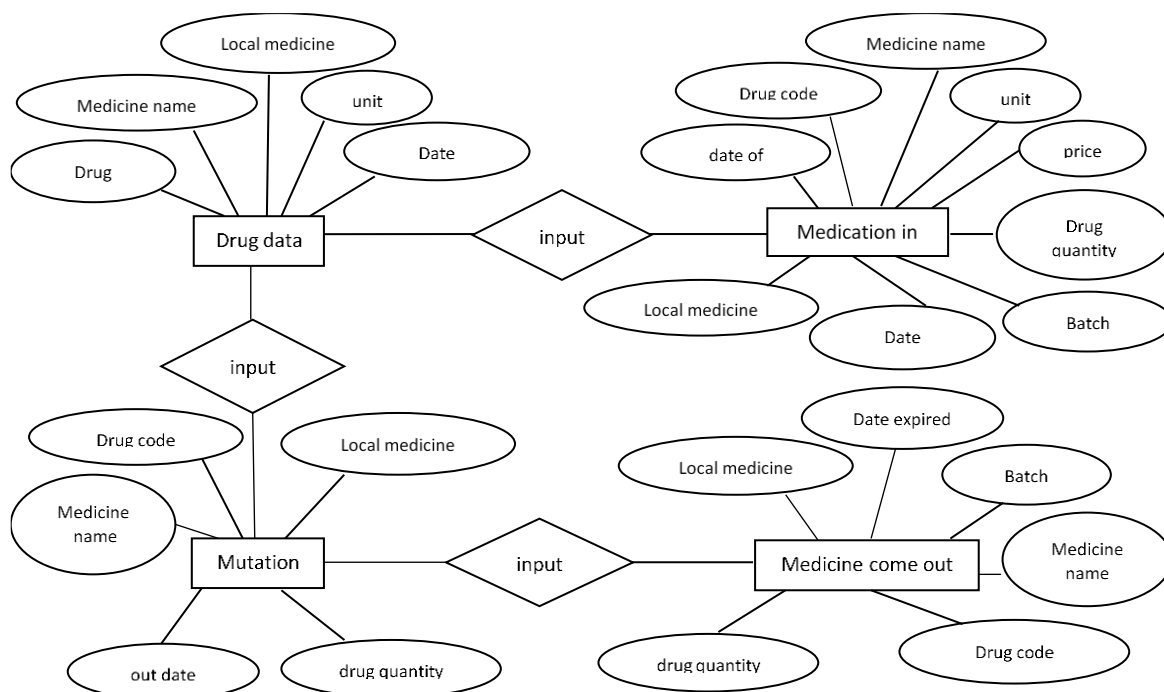 Local medicine
Medicine name
unit
Drug
Date
Drug data
input
Medicine name
Drug code
unit
date of
price
Medication in
Drug
quantity
Local medicine
Date
Batch
input
Drug code
Local medicine
Medicine
name
Mutation
out date
drug quantity
input
Date expired
Local medicine
Batch
Medicine come out
Medicine
name
drug quantity
Drug code